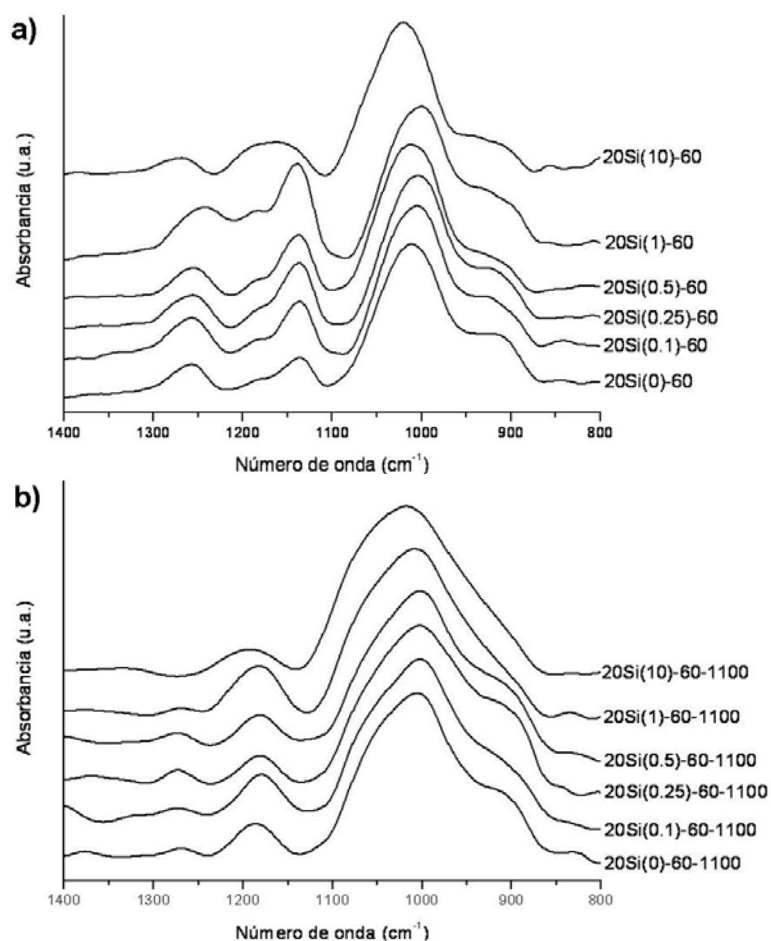 a)
Absorbancia (u.a.)
20Si(10)-60
20Si(1)-60
20Si(0.5)-60
20Si(0.25)-60
20Si(0.1)-60
20Si(0)-60
1400 1300 1200 1100 1000 900 800
Número de onda (cm⁻¹)
b)
Absorbancia (u.a.)
20Si(10)-60-1100
20Si(1)-60-1100
20Si(0.5)-60-1100
20Si(0.25)-60-1100
20Si(0.1)-60-1100
20Si(0)-60-1100
1400 1300 1200 1100 1000 900 800
Número de onda (cm⁻¹)